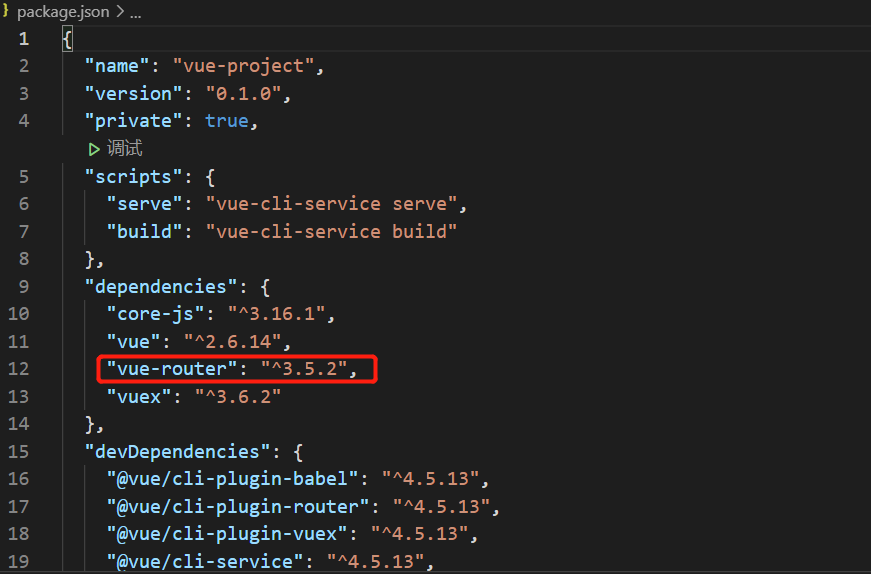 package.json > ...
1 {
2 "name": "vue-project",
3 "version": "0.1.0",
4 "private": true,
调试
5 "scripts": {
6 "serve": "vue-cli-service serve",
7 "build": "vue-cli-service build"
8 },
9 "dependencies": {
10 "core-js": "^3.16.1",
11 "vue": "^2.6.14",
12 "vue-router": "^3.5.2",
13 "vuex": "^3.6.2"
14 },
15 "devDependencies": {
16 "@vue/cli-plugin-babel": "^4.5.13",
17 "@vue/cli-plugin-router": "^4.5.13",
18 "@vue/cli-plugin-vuex": "^4.5.13",
19 "@vue/cli-service": "^4.5.13",